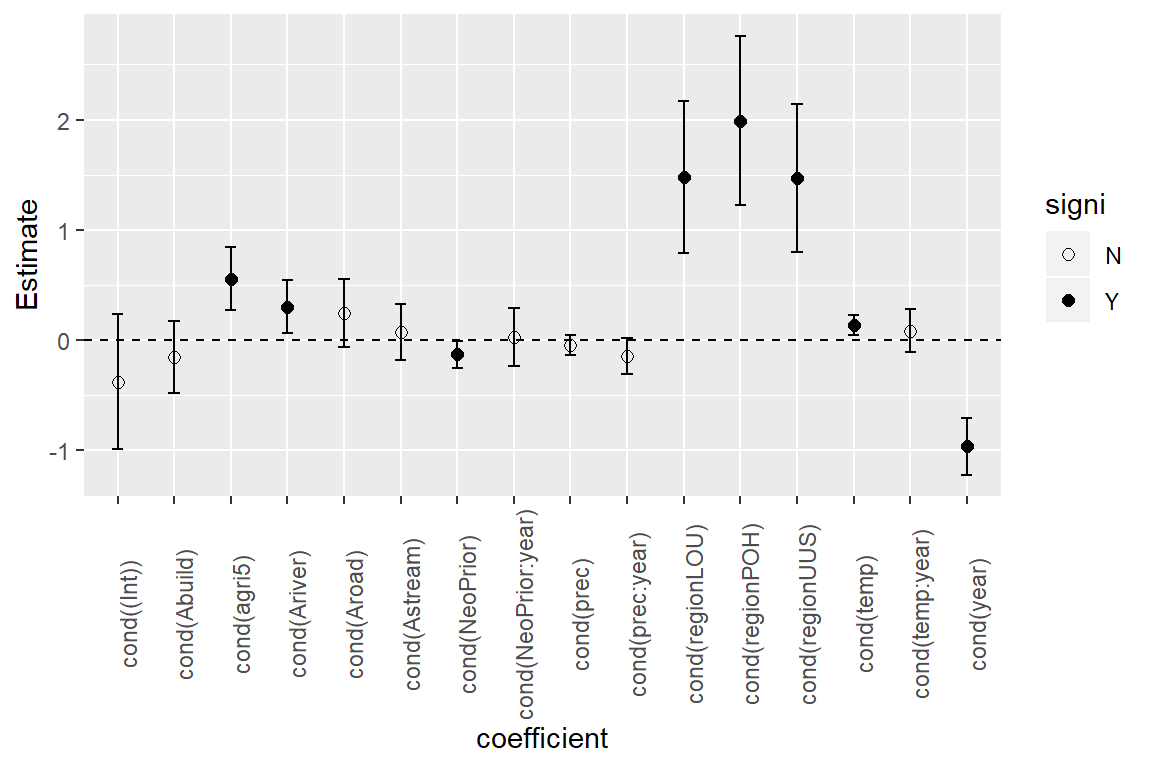 2
1
0
-1
Estimate
cond((Int))
cond(Abuild)
cond(agri5)
cond(Ariver)
cond(Aroad)
cond(Astream)
cond(NeoPrior)
cond(NeoPrior:year)
cond(prec)
cond(prec:year)
cond(regionLOU)
cond(regionPOH)
cond(regionUUS)
cond(temp)
cond(temp:year)
cond(year)
coefficient
signi
N
Y